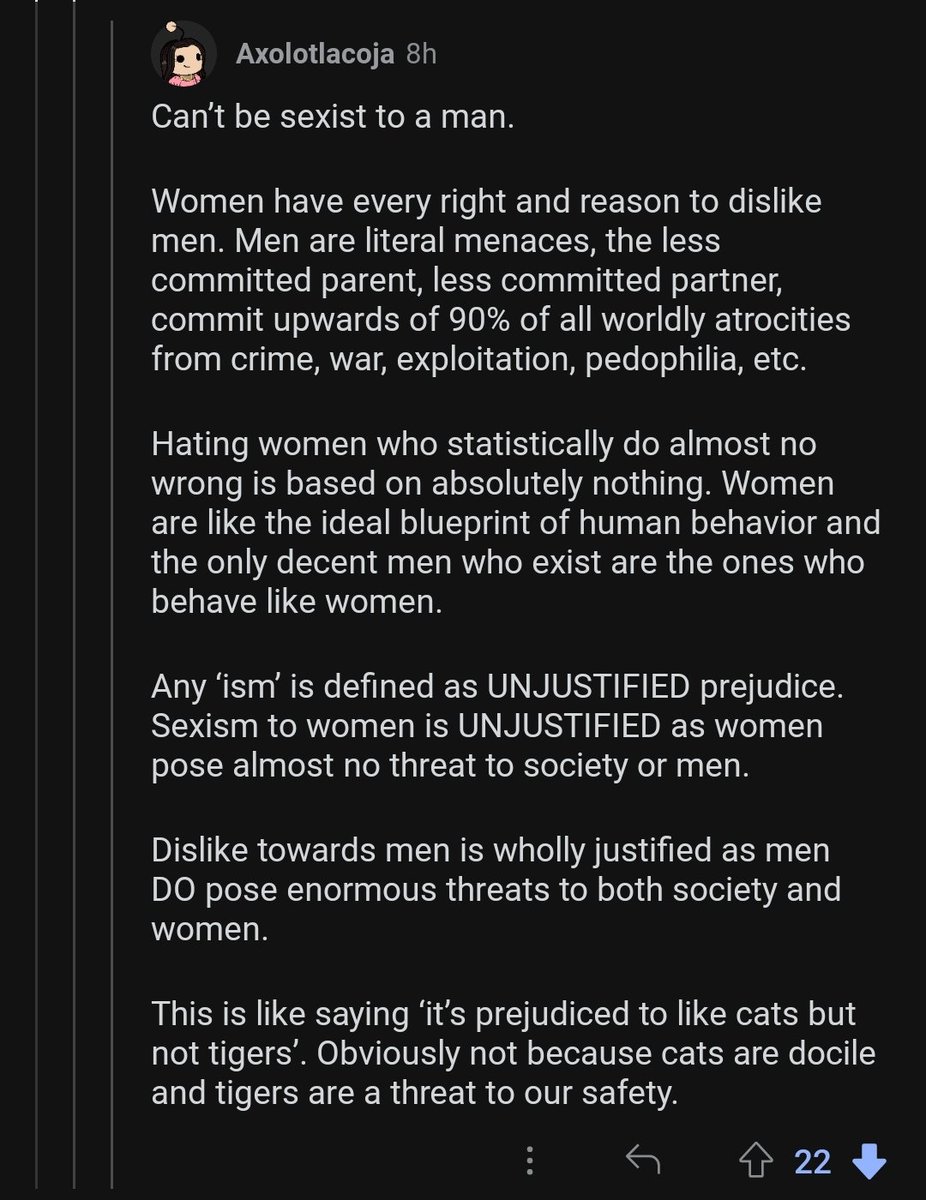 Axolotlacoja 8h
Can’t be sexist to a man.
Women have every right and reason to dislike
men. Men are literal menaces, the less
committed parent, less committed partner,
commit upwards of 90% of all worldly atrocities
from crime, war, exploitation, pedophilia, etc.
Hating women who statistically do almost no
wrong is based on absolutely nothing. Women
are like the ideal blueprint of human behavior and
the only decent men who exist are the ones who
behave like women.
Any ‘ism’ is defined as UNJUSTIFIED prejudice.
Sexism to women is UNJUSTIFIED as women
pose almost no threat to society or men.
Dislike towards men is wholly justified as men
DO pose enormous threats to both society and
women.
This is like saying ‘it’s prejudiced to like cats but
not tigers’. Obviously not because cats are docile
and tigers are a threat to our safety.
22